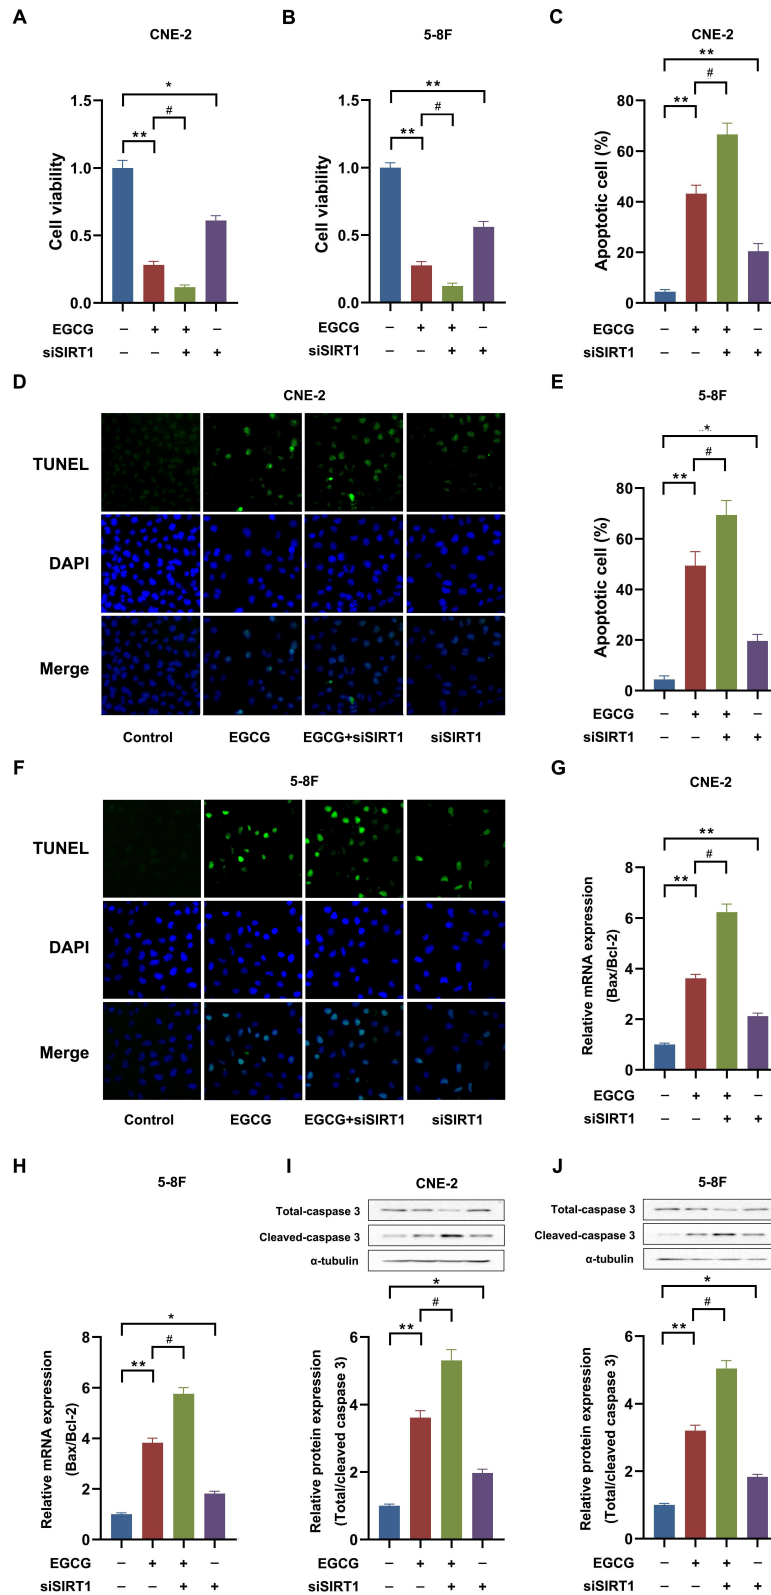 A
CNE-2
*
#
**
1.5
1.0
0.5
0.0
Cell viability
EGCG – + + –
siSIRT1 – – + +
B
5-8F
**
#
**
1.5
1.0
0.5
0.0
Cell viability
EGCG – + + –
siSIRT1 – – + +
C
CNE-2
**
#
**
80
60
40
20
0
Apoptotic cell (%)
EGCG – + + –
siSIRT1 – – + +
D
CNE-2
TUNEL
DAPI
Merge
Control EGCG EGCG+siSIRT1 siSIRT1
E
5-8F
*
#
**
80
60
40
20
0
Apoptotic cell (%)
EGCG – + + –
siSIRT1 – – + +
F
5-8F
TUNEL
DAPI
Merge
Control EGCG EGCG+siSIRT1 siSIRT1
G
CNE-2
**
#
**
8
6
4
2
0
Relative mRNA expression
(Bax/Bcl-2)
EGCG – + + –
siSIRT1 – – + +
H
5-8F
*
#
**
8
6
4
2
0
Relative mRNA expression
(Bax/Bcl-2)
EGCG – + + –
siSIRT1 – – + +
I
CNE-2
Total-caspase 3
Cleaved-caspase 3
α-tubulin
*
#
**
6
4
2
0
Relative protein expression
(Total/cleaved caspase 3)
EGCG – + + –
siSIRT1 – – + +
J
5-8F
Total-caspase 3
Cleaved-caspase 3
α-tubulin
*
#
**
6
4
2
0
Relative protein expression
(Total/cleaved caspase 3)
EGCG – + + –
siSIRT1 – – + +